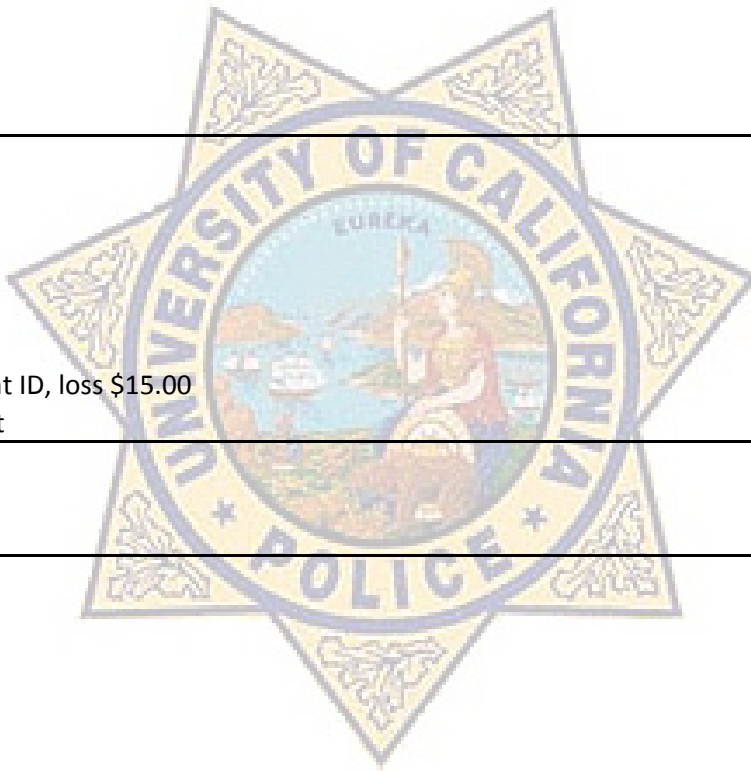 UNIVERSITY OF CALIFORNIA
EUREKA
t ID, loss $15.00
t
POLICE